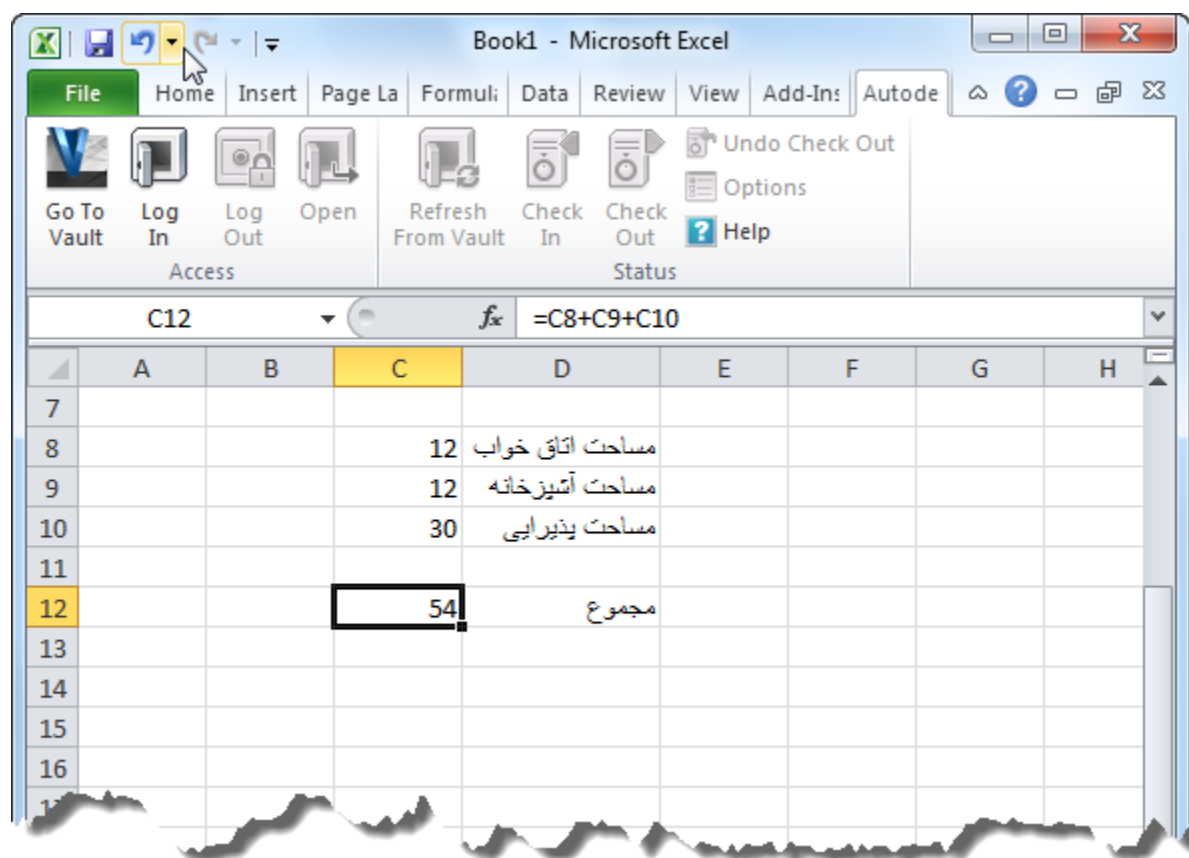 Book1 - Microsoft Excel
File Home Insert Page La Formula Data Review View Add-Ins Autode
Go To Vault
Log In
Log Out
Open
Access
Refresh From Vault
Check In
Check Out
Undo Check Out
Options
Help
Status
C12 fx =C8+C9+C10
A B C D E F G H
7
8 12 مساحت اتاق خواب
9 12 مساحت آشپزخانه
10 30 مساحت پذیرایی
11
12 54 مجموع
13
14
15
16